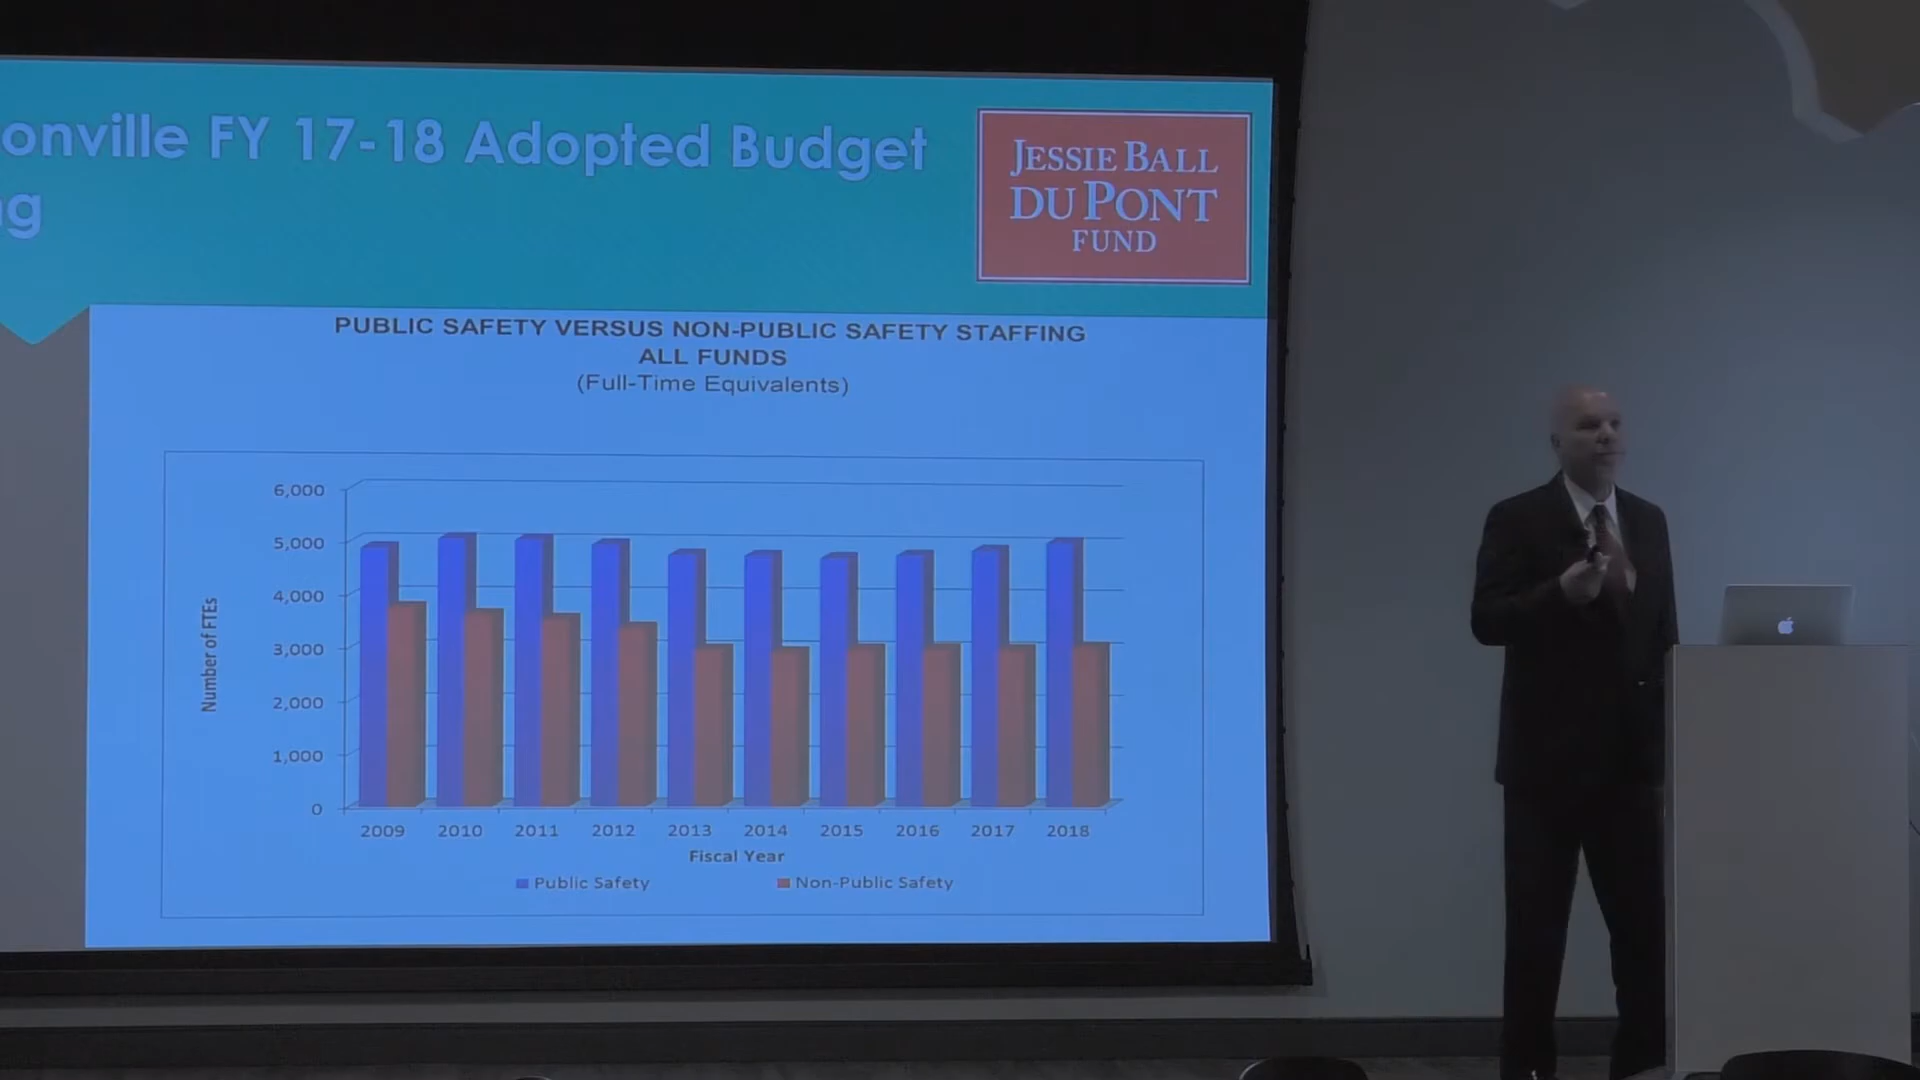 onville FY 17-18 Adopted Budget
ng
JESSIE BALL
DU PONT
FUND
PUBLIC SAFETY VERSUS NON-PUBLIC SAFETY STAFFING
ALL FUNDS
(Full-Time Equivalents)
Number of FTEs
6,000
5,000
4,000
3,000
2,000
1,000
0
2009 2010 2011 2012 2013 2014 2015 2016 2017 2018
Fiscal Year
Public Safety Non-Public Safety